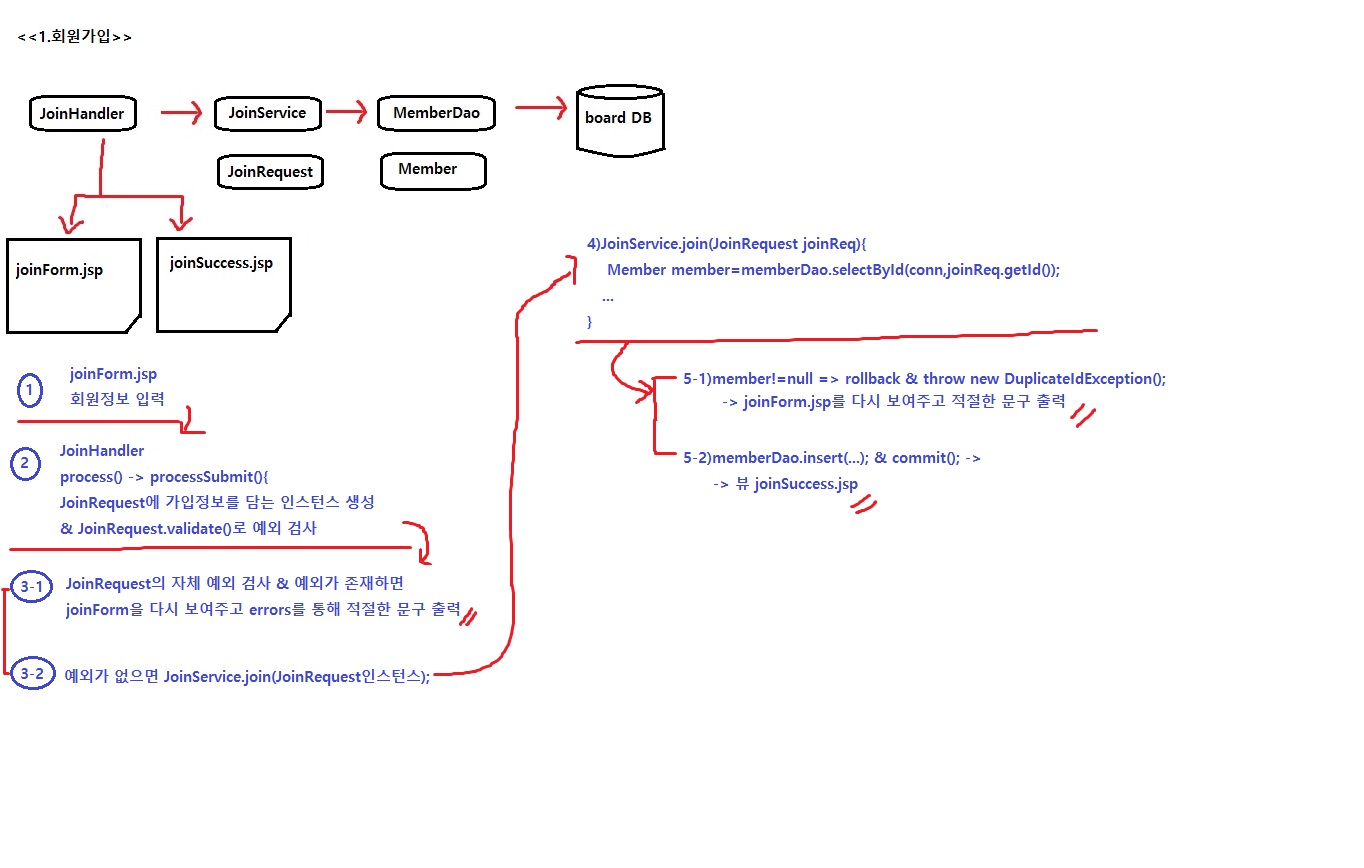 <<1.회원가입>>
JoinHandler
JoinService
MemberDao
board DB
JoinRequest
Member
joinForm.jsp
joinSuccess.jsp
1
joinForm.jsp
회원정보 입력
2
JoinHandler
process() -> processSubmit(){
JoinRequest에 가입정보를 담는 인스턴스 생성
& JoinRequest.validate()로 예외 검사
3-1
JoinRequest의 자체 예외 검사 & 예외가 존재하면
joinForm을 다시 보여주고 errors를 통해 적절한 문구 출력
3-2
예외가 없으면 JoinService.join(JoinRequest인스턴스);
4)JoinService.join(JoinRequest joinReq){
Member member=memberDao.selectById(conn,joinReq.getId());
...
}
5-1)member!=null => rollback & throw new DuplicateIdException();
-> joinForm.jsp를 다시 보여주고 적절한 문구 출력
5-2)memberDao.insert(...); & commit(); ->
-> 뷰 joinSuccess.jsp